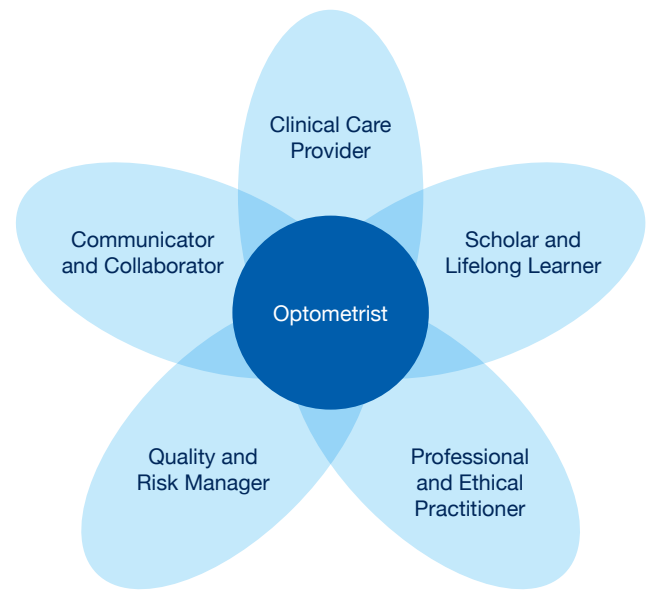 Clinical Care
Provider
Communicator
and Collaborator
Scholar and
Lifelong Learner
Optometrist
Quality and
Risk Manager
Professional
and Ethical
Practitioner